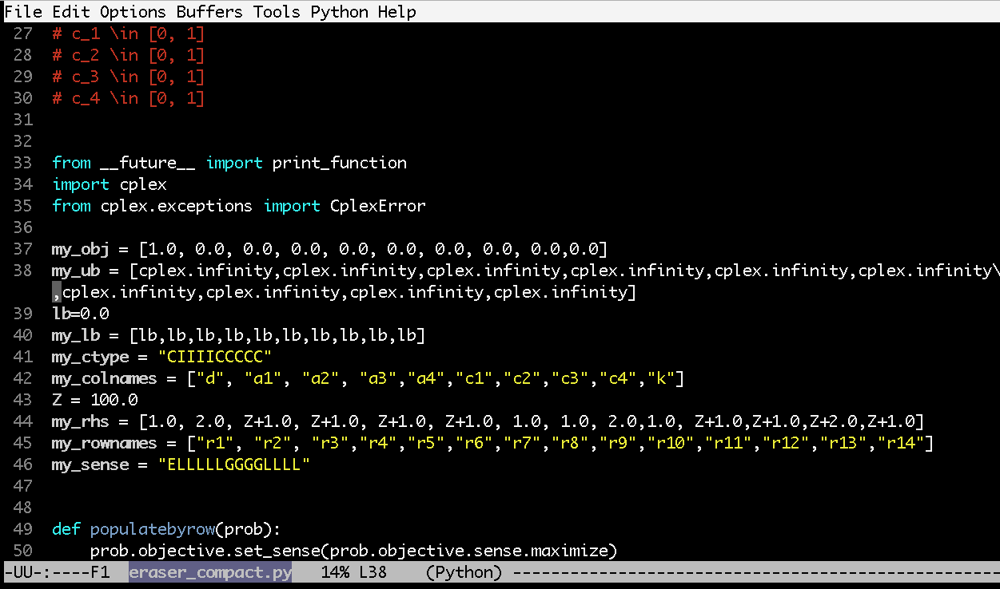 File Edit Options Buffers Tools Python Help
27 # c_1 \in [0, 1]
28 # c_2 \in [0, 1]
29 # c_3 \in [0, 1]
30 # c_4 \in [0, 1]
31
32
33 from __future__ import print_function
34 import cplex
35 from cplex.exceptions import CplexError
36
37 my_obj = [1.0, 0.0, 0.0, 0.0, 0.0, 0.0, 0.0, 0.0, 0.0,0.0]
38 my_ub = [cplex.infinity,cplex.infinity,cplex.infinity,cplex.infinity,cplex.infinity,cplex.infinity\
,cplex.infinity,cplex.infinity,cplex.infinity,cplex.infinity]
39 lb=0.0
40 my_lb = [lb,lb,lb,lb,lb,lb,lb,lb,lb,lb]
41 my_ctype = "CIIIICCCCC"
42 my_colnames = ["d", "a1", "a2", "a3","a4","c1","c2","c3","c4","k"]
43 Z = 100.0
44 my_rhs = [1.0, 2.0, Z+1.0, Z+1.0, Z+1.0, Z+1.0, 1.0, 1.0, 2.0,1.0, Z+1.0,Z+1.0,Z+2.0,Z+1.0]
45 my_rownames = ["r1", "r2", "r3","r4","r5","r6","r7","r8","r9","r10","r11","r12","r13","r14"]
46 my_sense = "ELLLLLGGGGLLLL"
47
48
49 def populatebyrow(prob):
50 prob.objective.set_sense(prob.objective.sense.maximize)
-UU-:----F1 eraser_compact.py 14% L38 (Python) ---------------------------------------------------